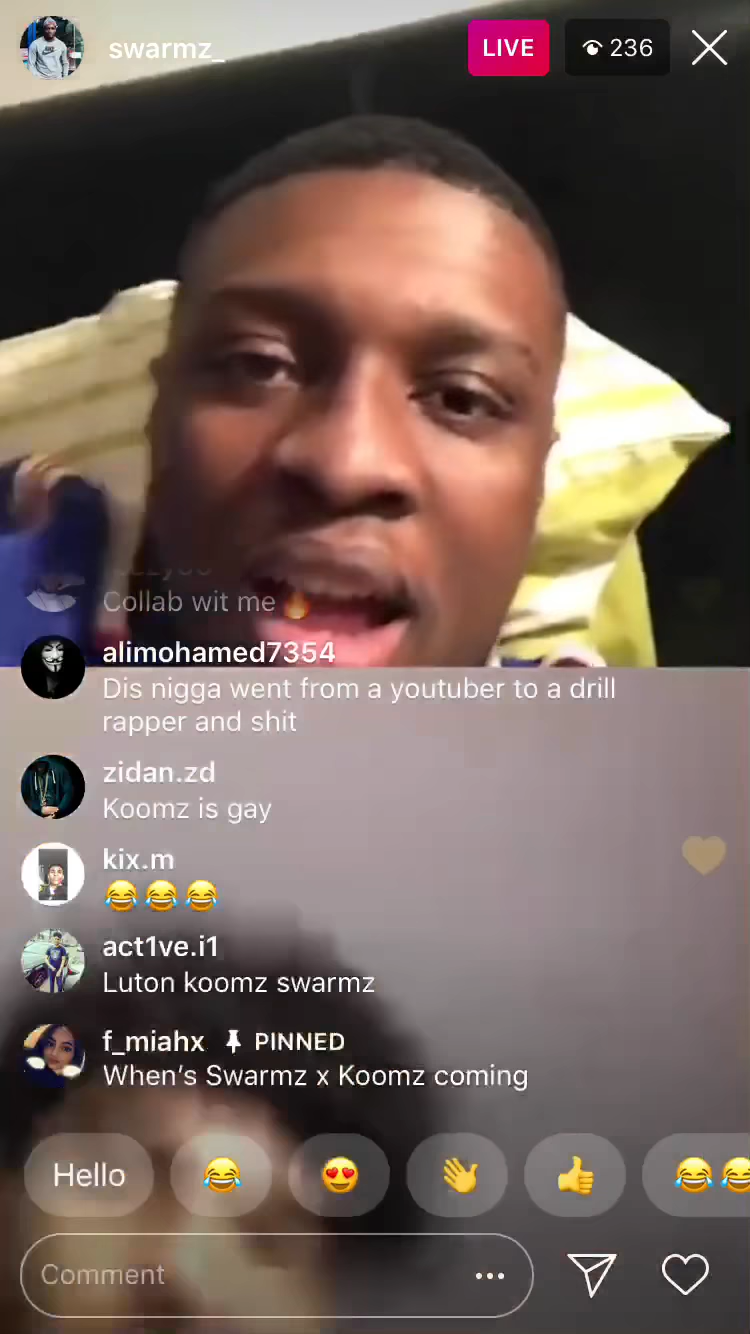 swarmz_
LIVE
236
Collab wit me 🔥
alimohamed7354
Dis nigga went from a youtuber to a drill
rapper and shit
zidan.zd
Koomz is gay
kix.m
😂😂😂
act1ve.i1
Luton koomz swarmz
f_miahx PINNED
When's Swarmz x Koomz coming
Hello 😂 😍 👋 👍 😂😂
Comment